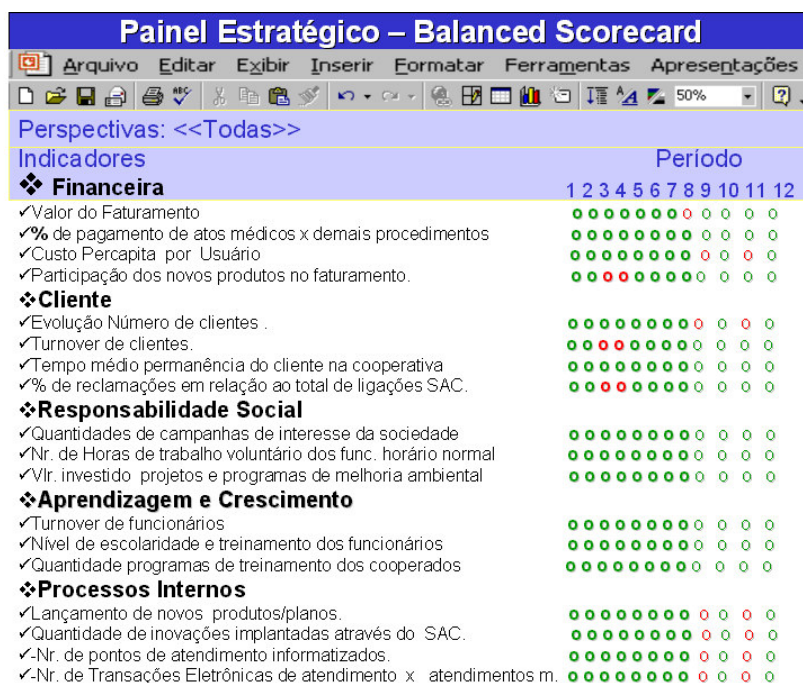 Painel Estratégico – Balanced Scorecard
Arquivo Editar Exibir Inserir Formatar Ferramentas Apresentações
50%
Perspectivas: <<Todas>>
Indicadores Período
❖ Financeira 1 2 3 4 5 6 7 8 9 10 11 12
✓Valor do Faturamento o o o o o o o o o o o o
✓% de pagamento de atos médicos x demais procedimentos o o o o o o o o o o o o
✓Custo Percapita por Usuário o o o o o o o o o o o o
✓Participação dos novos produtos no faturamento. o o o o o o o o o o o o
❖Cliente
✓Evolução Número de clientes . o o o o o o o o o o o o
✓Turnover de clientes. o o o o o o o o o o o o
✓Tempo médio permanência do cliente na cooperativa o o o o o o o o o o o o
✓% de reclamações em relação ao total de ligações SAC. o o o o o o o o o o o o
❖Responsabilidade Social
✓Quantidades de campanhas de interesse da sociedade o o o o o o o o o o o o
✓Nr. de Horas de trabalho voluntário dos func. horário normal o o o o o o o o o o o o
✓Vlr. investido projetos e programas de melhoria ambiental o o o o o o o o o o o o
❖Aprendizagem e Crescimento
✓Turnover de funcionários o o o o o o o o o o o o
✓Nível de escolaridade e treinamento dos funcionários o o o o o o o o o o o o
✓Quantidade programas de treinamento dos cooperados o o o o o o o o o o o o
❖Processos Internos
✓Lançamento de novos produtos/planos. o o o o o o o o o o o o
✓Quantidade de inovações implantadas através do SAC. o o o o o o o o o o o o
✓-Nr. de pontos de atendimento informatizados. o o o o o o o o o o o o
✓-Nr. de Transações Eletrônicas de atendimento x atendimentos m. o o o o o o o o o o o o